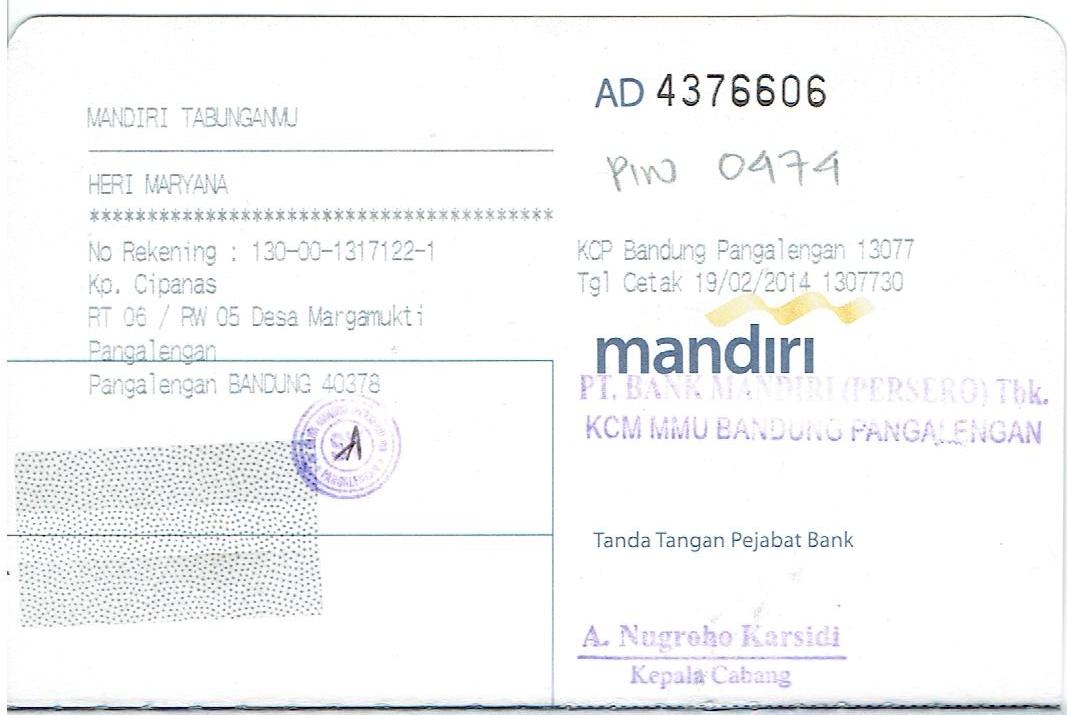 MANDIRI TABUNGANMU
HERI MARYANA
****************************************
No Rekening : 130-00-1317122-1
Kp. Cipanas
RT 06 / RW 05 Desa Margamukti
Pangalengan
Pangalengan BANDUNG 40378
AD 4376606
PIN 0474
KCP Bandung Pangalengan 13077
Tgl Cetak 19/02/2014 1307730
mandırı
PT. BANK MANDIRI (PERSERO) Tbk.
KCM MMU BANDUNG PANGALENGAN
Tanda Tangan Pejabat Bank
A. Nugroho Karsidi
Kepala Cabang